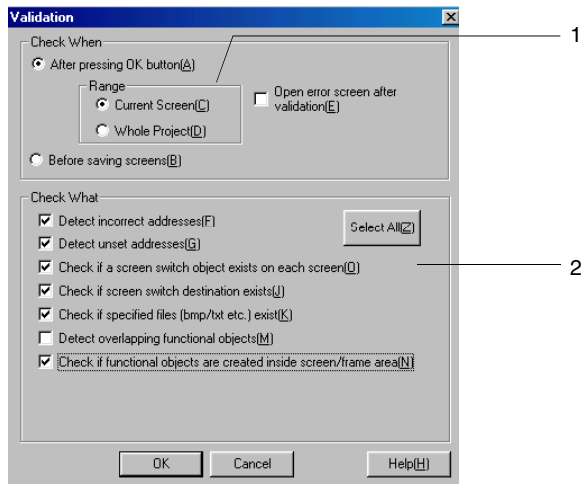 Validation
1
Check When
After pressing OK button(A)
Range
Current Screen(C)
Whole Project(D)
Open error screen after
validation(E)
Before saving screens(B)
Check What
Detect incorrect addresses(F)
Select All(Z)
Detect unset addresses(G)
Check if a screen switch object exists on each screen(O)
2
Check if screen switch destination exists(J)
Check if specified files (bmp/txt etc.) exist(K)
Detect overlapping functional objects(M)
Check if functional objects are created inside screen/frame area(N)
OK
Cancel
Help(H)